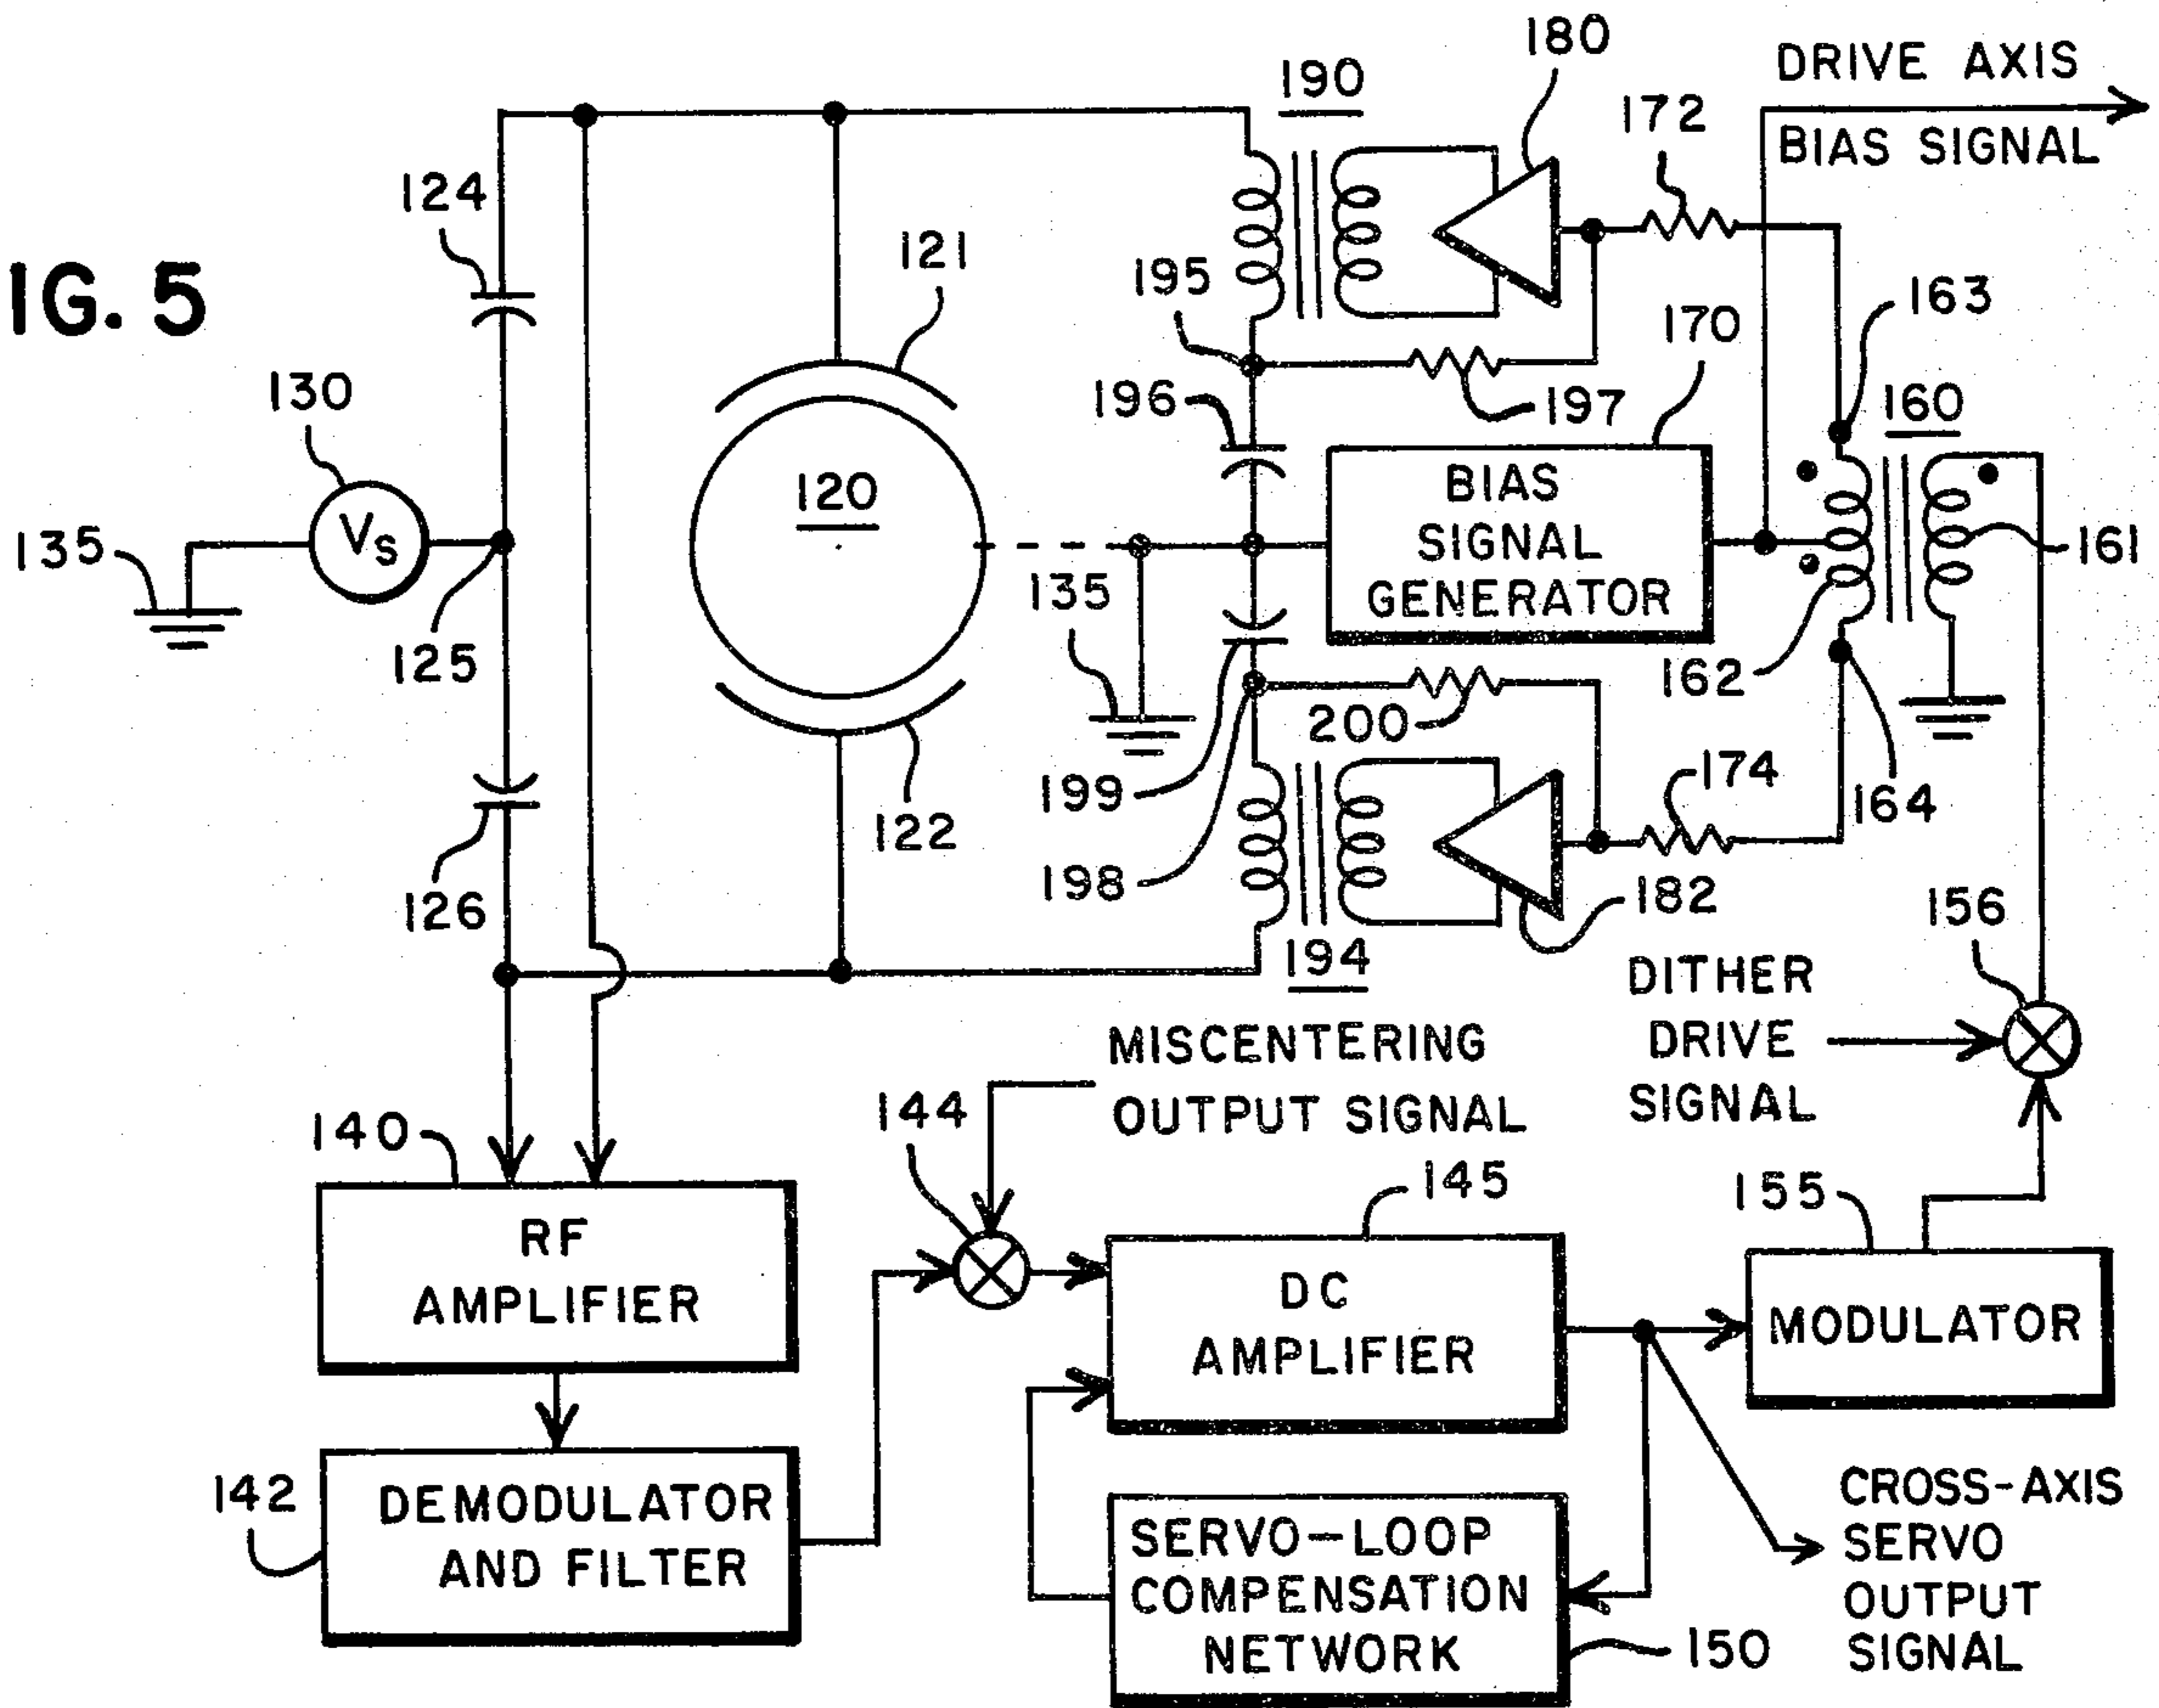 IG. 5
180
190
172
DRIVE AXIS
BIAS SIGNAL
124
121
195
163
170
130
196
197
160
120
BIAS
SIGNAL
GENERATOR
Vs
135
161
135
125
162
200
174
199
164
122
198
126
182
156
194
DITHER
DRIVE
SIGNAL
MISCENTERING
OUTPUT SIGNAL
144
140
145
155
RF
AMPLIFIER
DC
AMPLIFIER
MODULATOR
142
DEMODULATOR
AND FILTER
SERVO-LOOP
COMPENSATION
NETWORK
150
CROSS-AXIS
SERVO
OUTPUT
SIGNAL